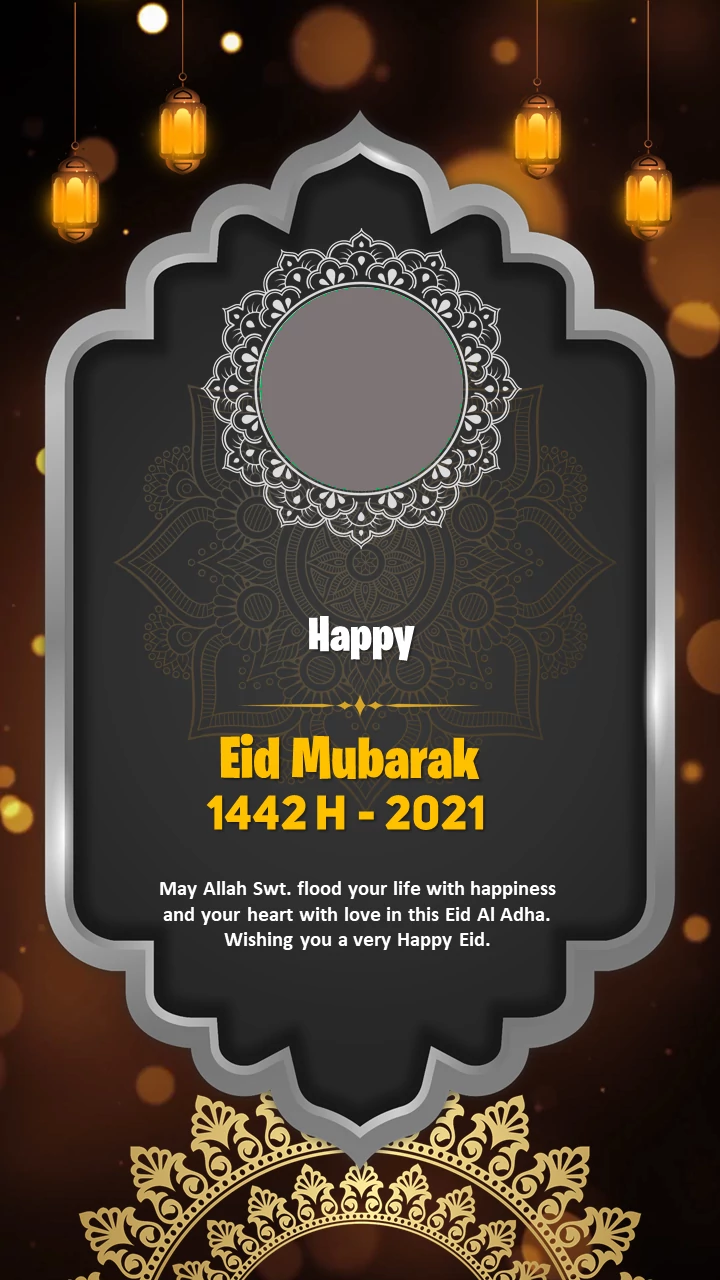 Happy
Eid Mubarak
1442 H - 2021
May Allah Swt. flood your life with happiness
and your heart with love in this Eid Al Adha.
Wishing you a very Happy Eid.